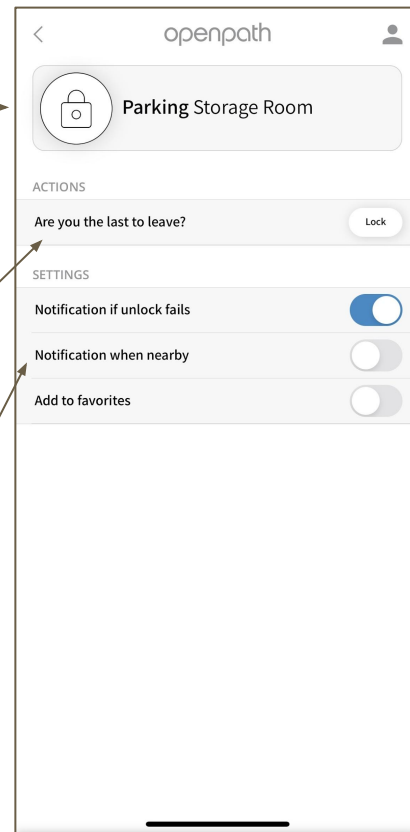 openpath
Parking Storage Room
ACTIONS
Are you the last to leave?
Lock
SETTINGS
Notification if unlock fails
Notification when nearby
Add to favorites